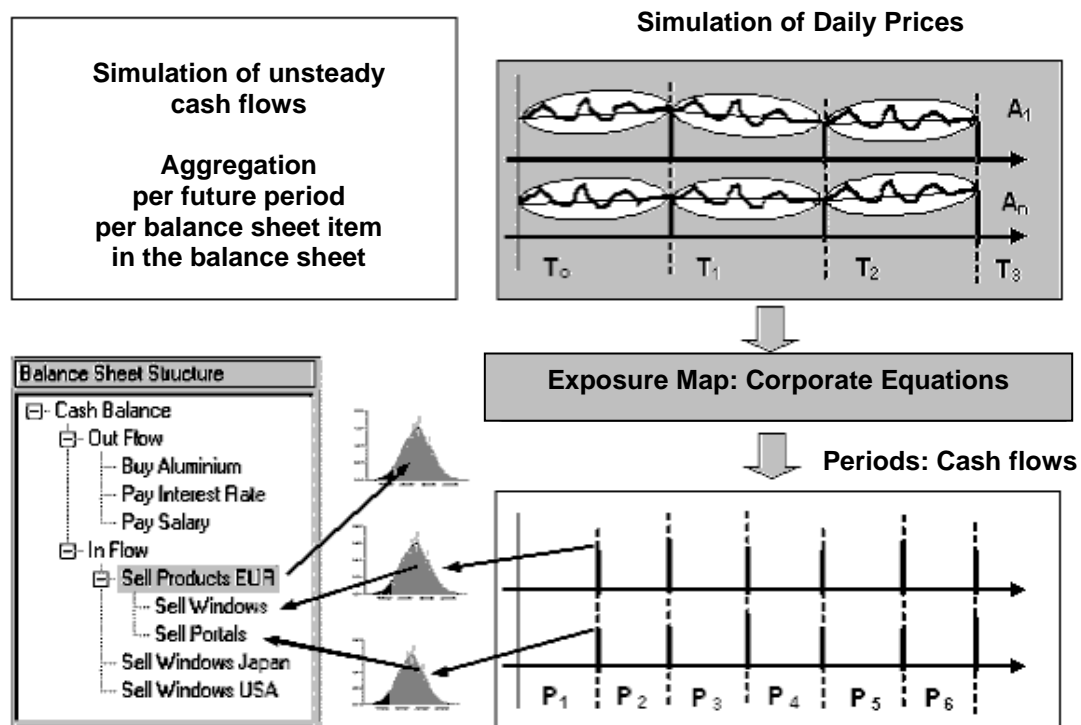 Simulation of unsteady
cash flows
Aggregation
per future period
per balance sheet item
in the balance sheet
Simulation of Daily Prices
A1
An
To T1 T2 T3
Exposure Map: Corporate Equations
Periods: Cash flows
Balance Sheet Structure
Cash Balance
Out Flow
Buy Aluminium
Pay Interest Rate
Pay Salary
In Flow
Sell Products EUR
Sell Windows
Sell Portals
Sell Windows Japan
Sell Windows USA
P1 P2 P3 P4 P5 P6